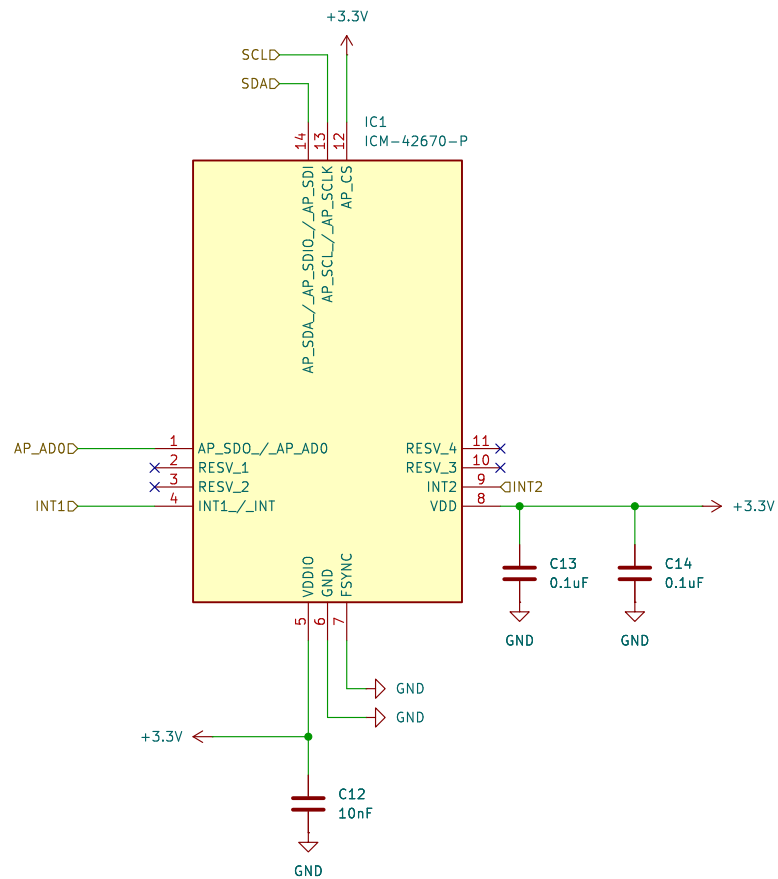 +3.3V
SCL
SDA
IC1
ICM-42670-P
14
13
12
AP_SDA_/_AP_SDIO_/_AP_SDI
AP_SCL_/_AP_SCLK
AP_CS
AP_AD0
1
AP_SDO_/_AP_AD0
RESV_4
11
2
RESV_1
RESV_3
10
3
RESV_2
INT2
9
INT2
INT1
4
INT1_/_INT
VDD
8
+3.3V
VDDIO
GND
FSYNC
5
6
7
C13
0.1uF
GND
C14
0.1uF
GND
GND
GND
+3.3V
C12
10nF
GND